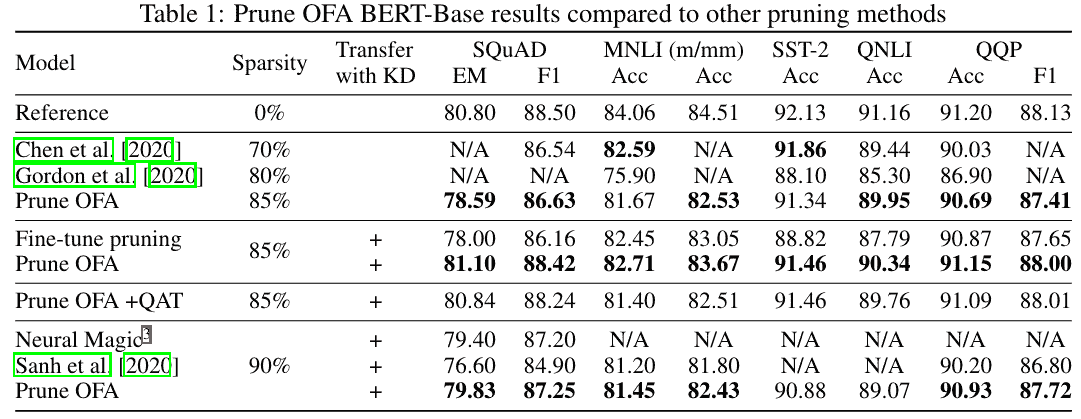 Table 1: Prune OFA BERT-Base results compared to other pruning methods
Model Sparsity Transfer with KD SQuAD MNLI (m/mm) SST-2 QNLI QQP
EM F1 Acc Acc Acc Acc Acc F1
Reference 0% 80.80 88.50 84.06 84.51 92.13 91.16 91.20 88.13
Chen et al. [2020] 70% N/A 86.54 82.59 N/A 91.86 89.44 90.03 N/A
Gordon et al. [2020] 80% N/A N/A 75.90 N/A 88.10 85.30 86.90 N/A
Prune OFA 85% 78.59 86.63 81.67 82.53 91.34 89.95 90.69 87.41
Fine-tune pruning 85% + 78.00 86.16 82.45 83.05 88.82 87.79 90.87 87.65
Prune OFA + 81.10 88.42 82.71 83.67 91.46 90.34 91.15 88.00
Prune OFA +QAT 85% + 80.84 88.24 81.40 82.51 91.46 89.76 91.09 88.01
Neural Magic3 + 79.40 87.20 N/A N/A N/A N/A N/A N/A
Sanh et al. [2020] 90% + 76.60 84.90 81.20 81.80 N/A N/A 90.20 86.80
Prune OFA + 79.83 87.25 81.45 82.43 90.88 89.07 90.93 87.72